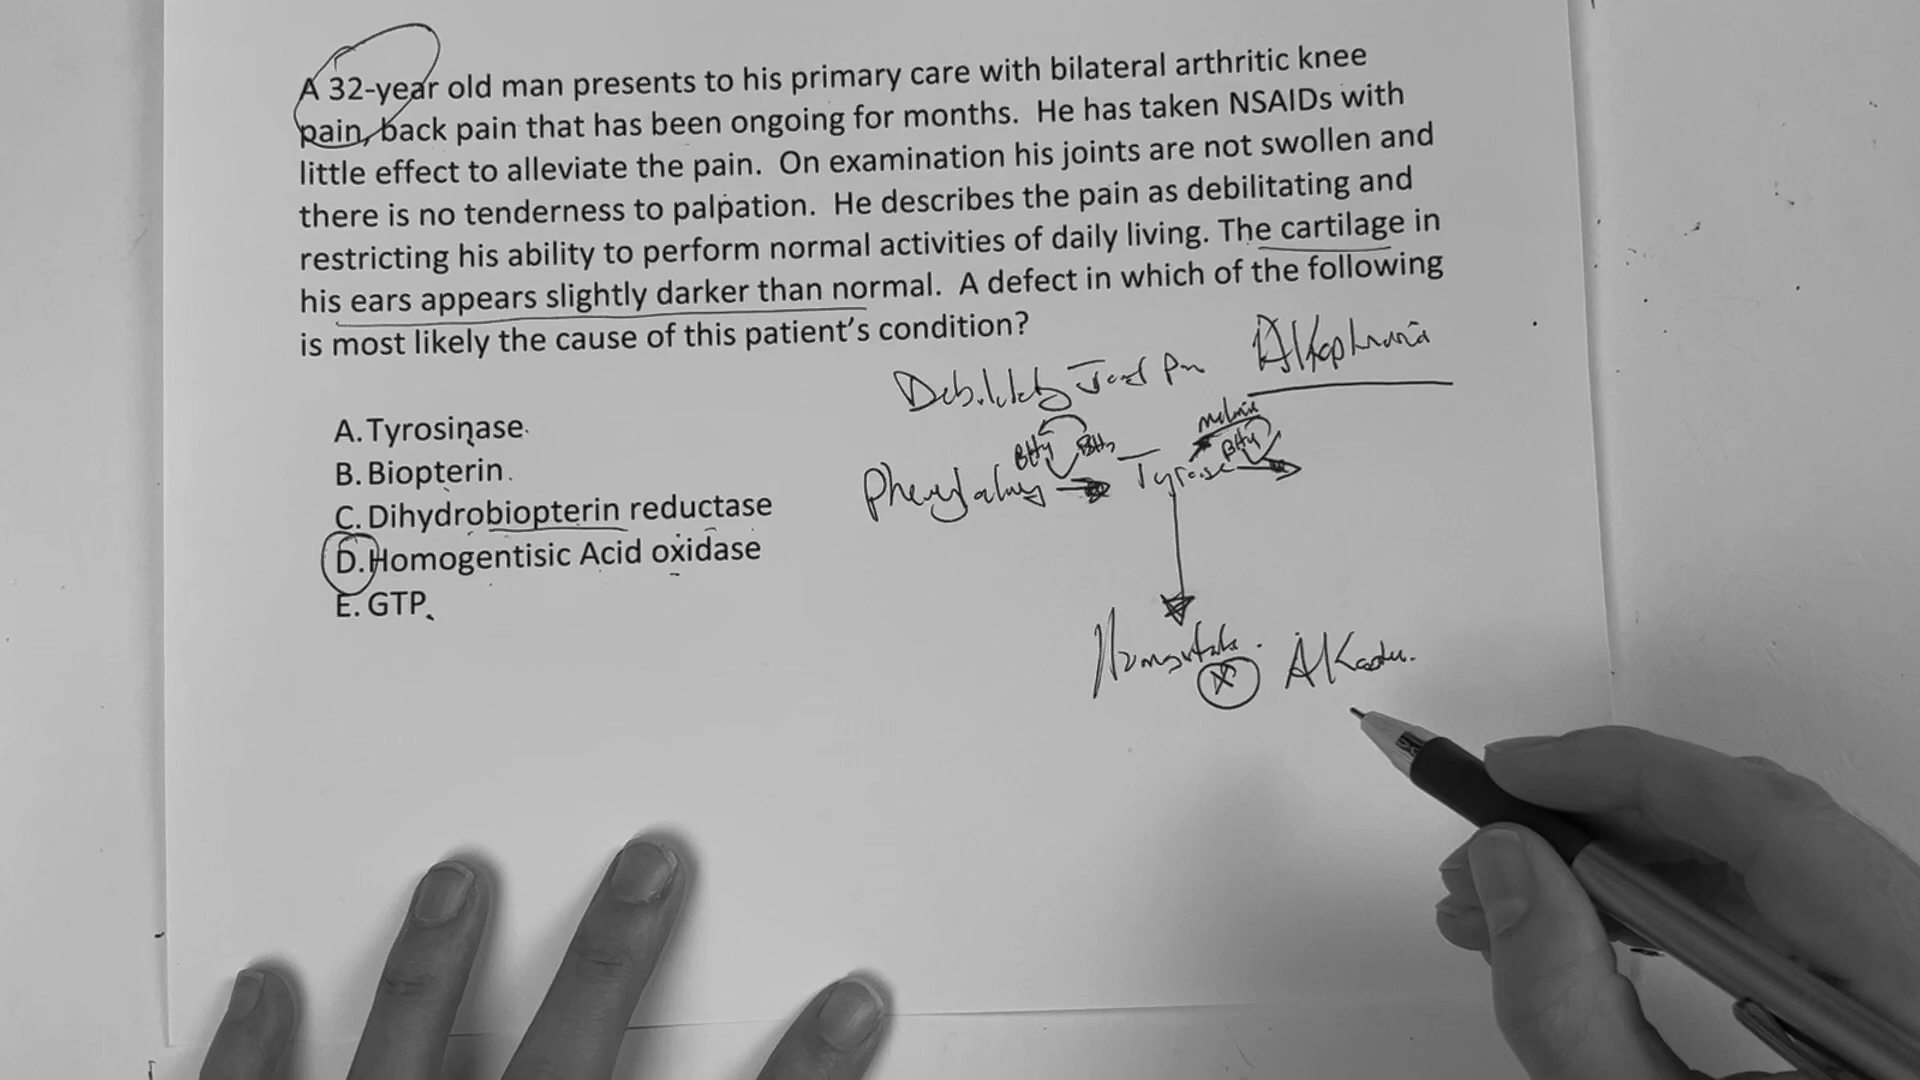 A 32-year old man presents to his primary care with bilateral arthritic knee
pain, back pain that has been ongoing for months. He has taken NSAIDs with
little effect to alleviate the pain. On examination his joints are not swollen and
there is no tenderness to palpation. He describes the pain as debilitating and
restricting his ability to perform normal activities of daily living. The cartilage in
his ears appears slightly darker than normal. A defect in which of the following
is most likely the cause of this patient's condition?
A. Tyrosinase
B. Biopterin
C. Dihydrobiopterin reductase
D. Homogentisic Acid oxidase
E. GTP
BH4
BH4